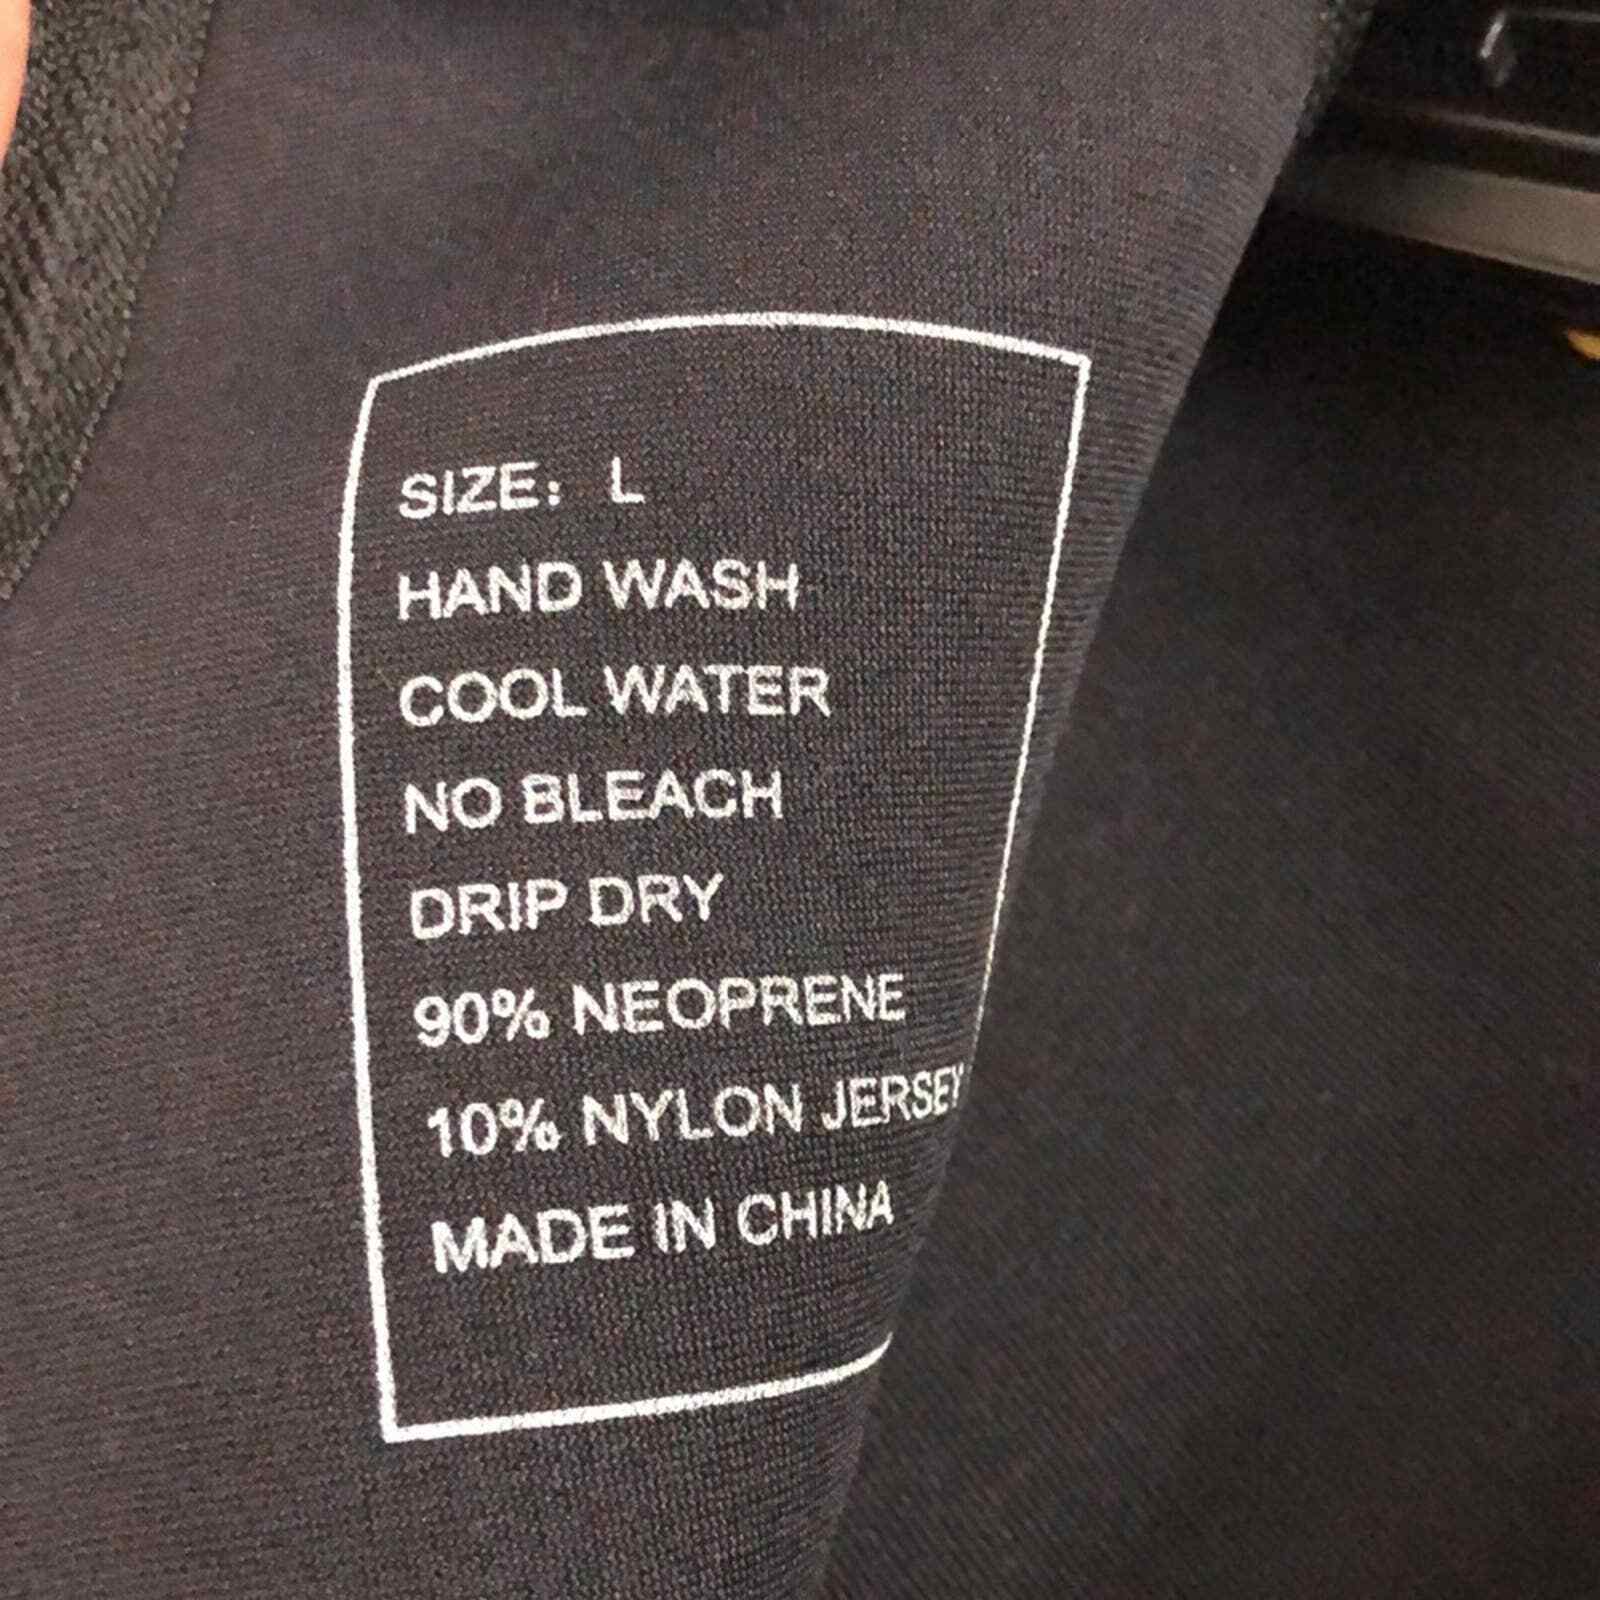 SIZE: L
HAND WASH
COOL WATER
NO BLEACH
DRIP DRY
90% NEOPRENE
10% NYLON JERSEY
MADE IN CHINA